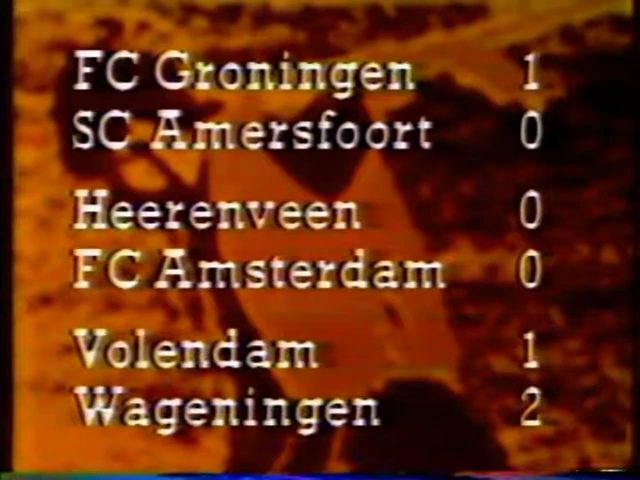 FC Groningen 1
SC Amersfoort 0
Heerenveen 0
FC Amsterdam 0
Volendam 1
Wageningen 2